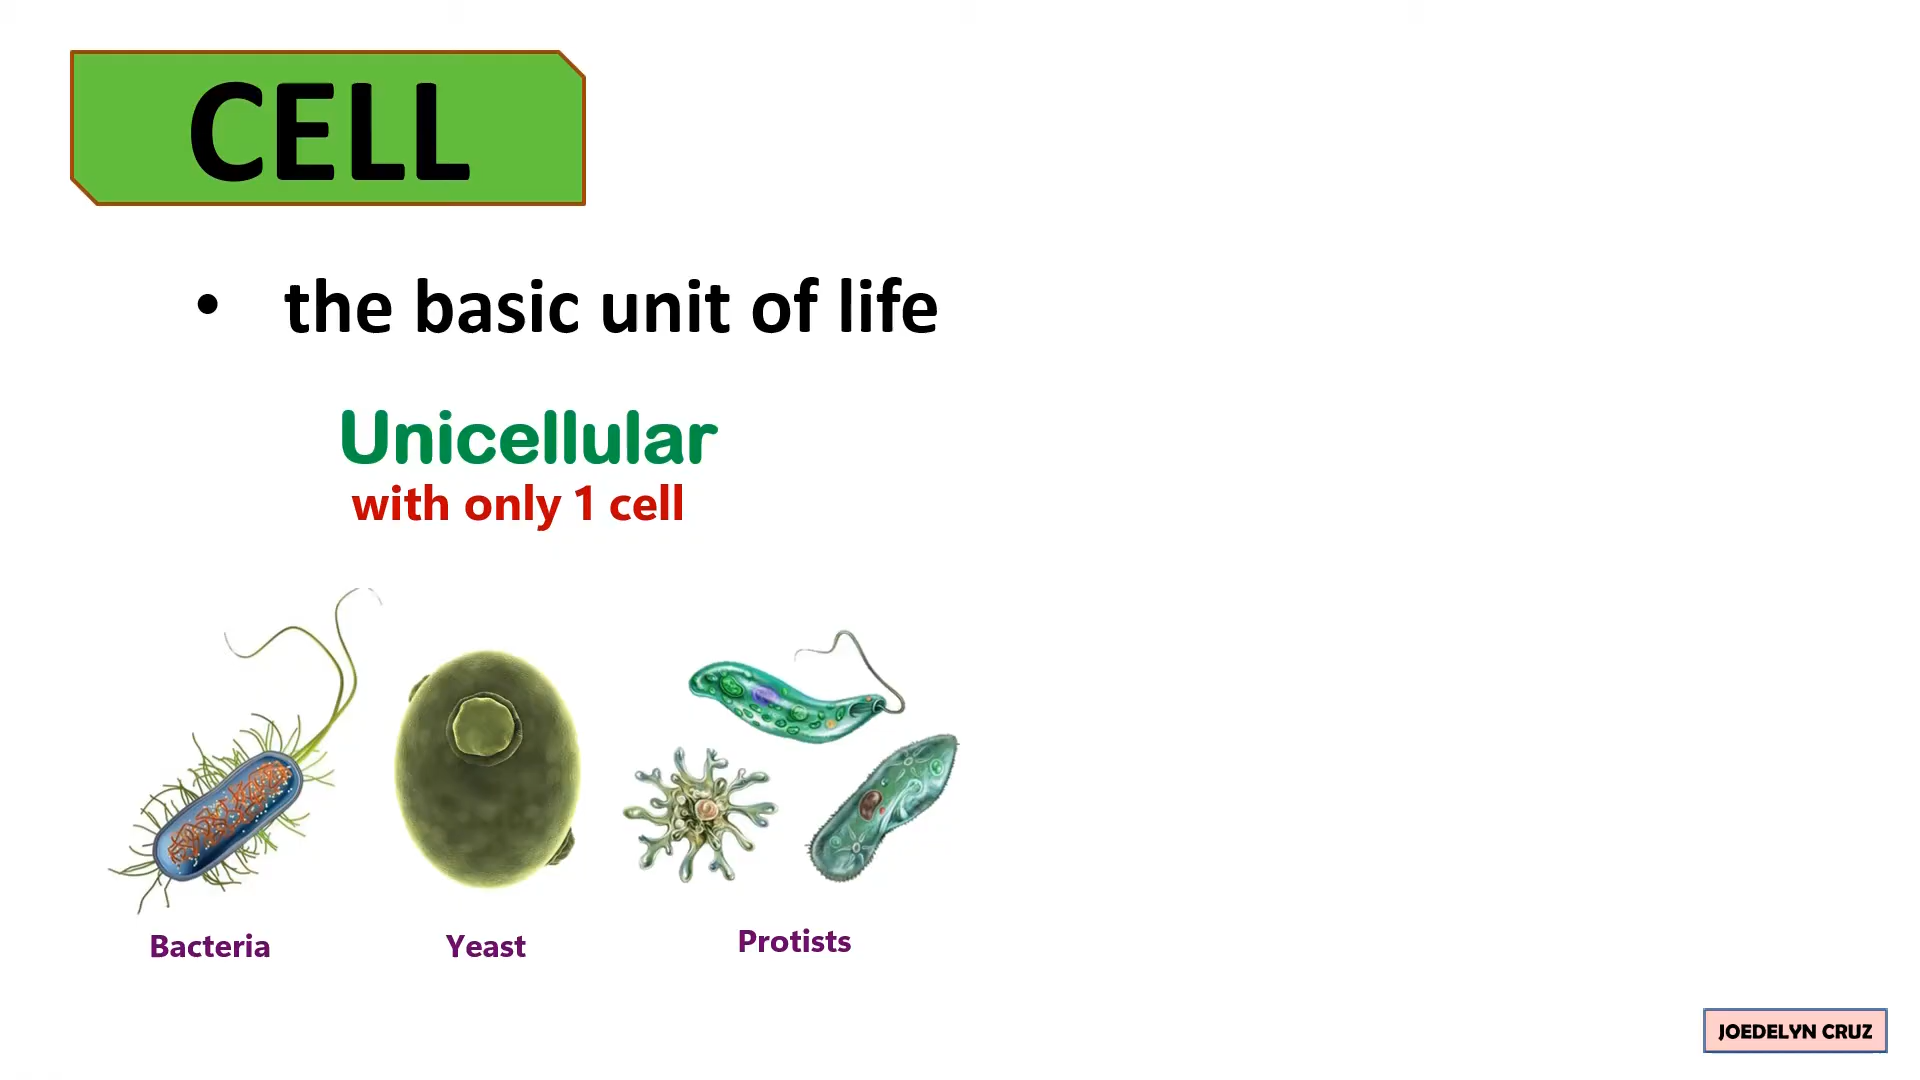 CELL
• the basic unit of life
Unicellular
with only 1 cell
Bacteria
Yeast
Protists
JOEDELYN CRUZ